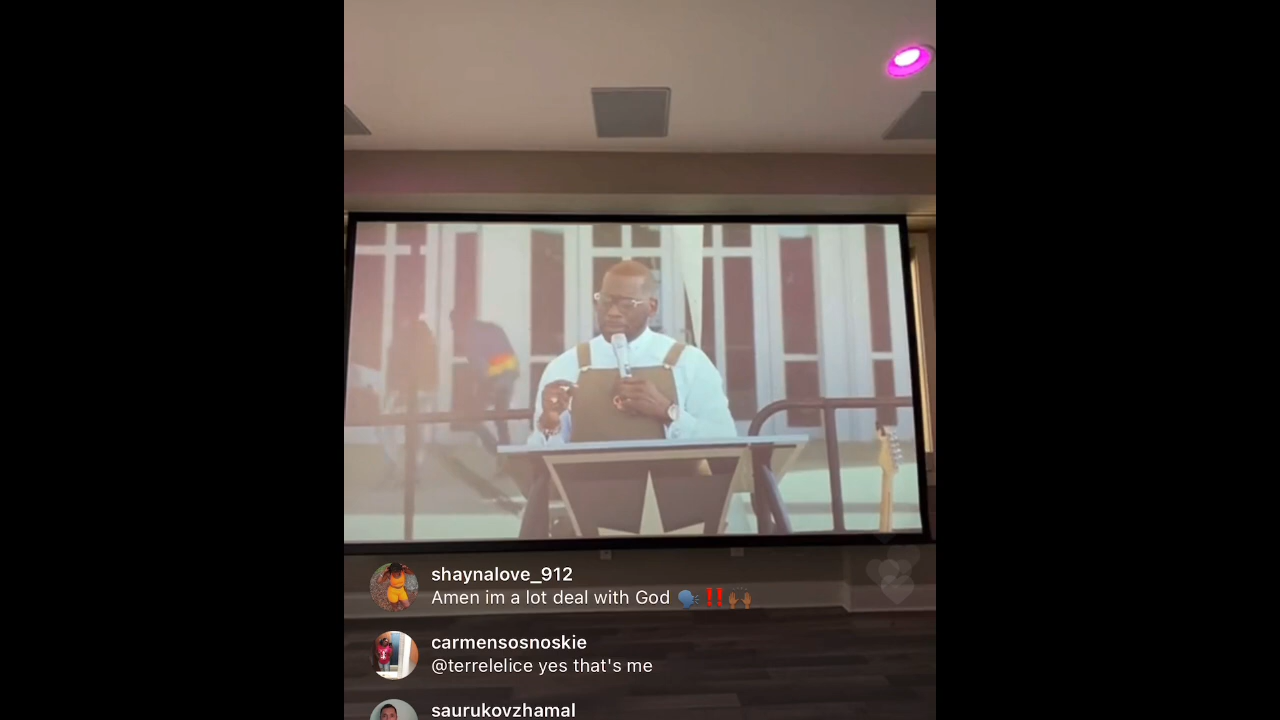 shaynalove_912
Amen im a lot deal with God 🗣️‼️🙌🏾
carmensosnoskie
@terrelelice yes that's me
saurukovzhamal